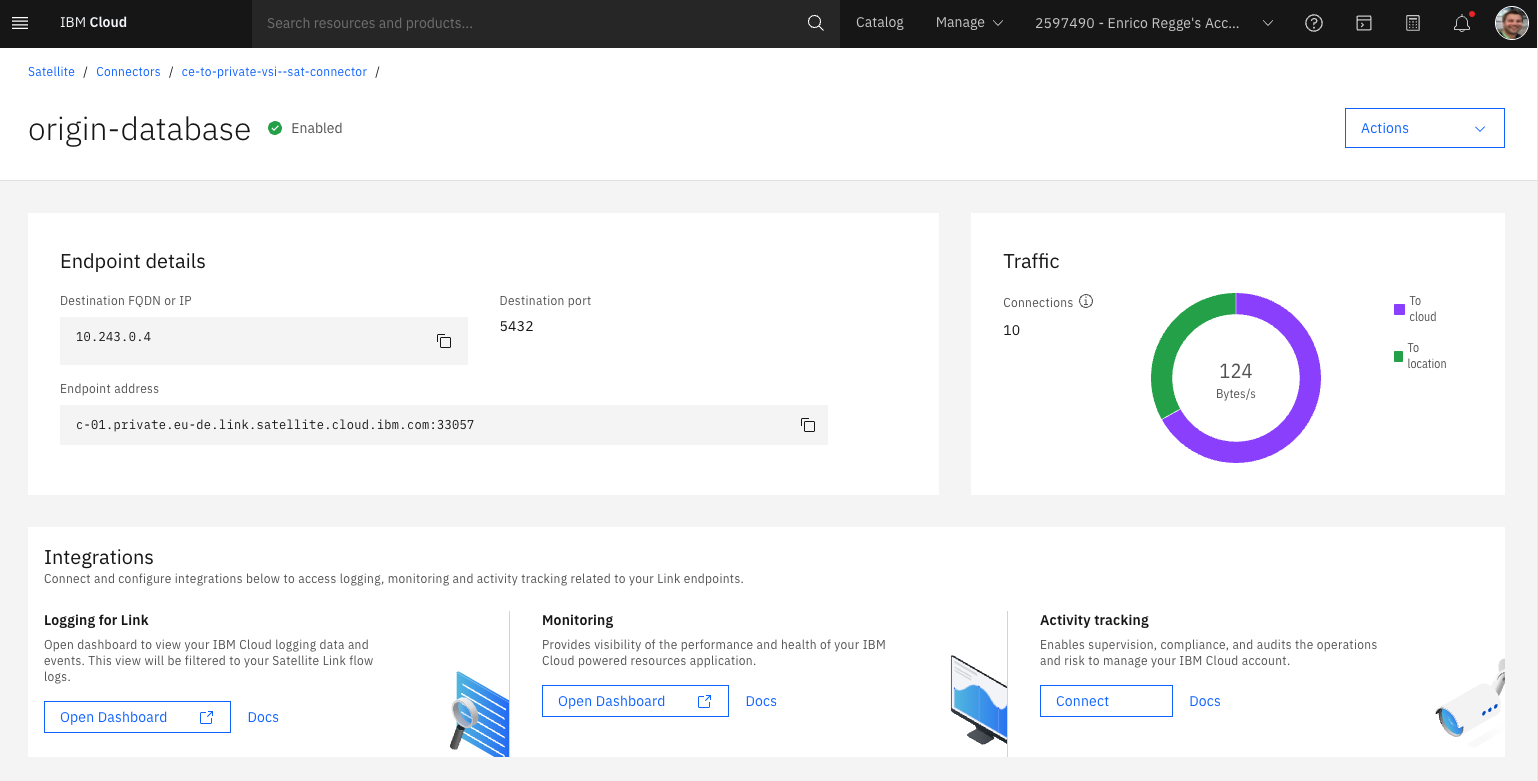 IBM Cloud
Search resources and products...
Catalog
Manage
2597490 - Enrico Regge's Acc...
Satellite / Connectors / ce-to-private-vsi--sat-connector /
origin-database
Enabled
Actions
Endpoint details
Destination FQDN or IP
10.243.0.4
Destination port
5432
Endpoint address
c-01.private.eu-de.link.satellite.cloud.ibm.com:33057
Traffic
Connections
10
124
Bytes/s
To
cloud
To
location
Integrations
Connect and configure integrations below to access logging, monitoring and activity tracking related to your Link endpoints.
Logging for Link
Open dashboard to view your IBM Cloud logging data and
events. This view will be filtered to your Satellite Link flow
logs.
Open Dashboard
Docs
Monitoring
Provides visibility of the performance and health of your IBM
Cloud powered resources application.
Open Dashboard
Docs
Activity tracking
Enables supervision, compliance, and audits the operations
and risk to manage your IBM Cloud account.
Connect
Docs